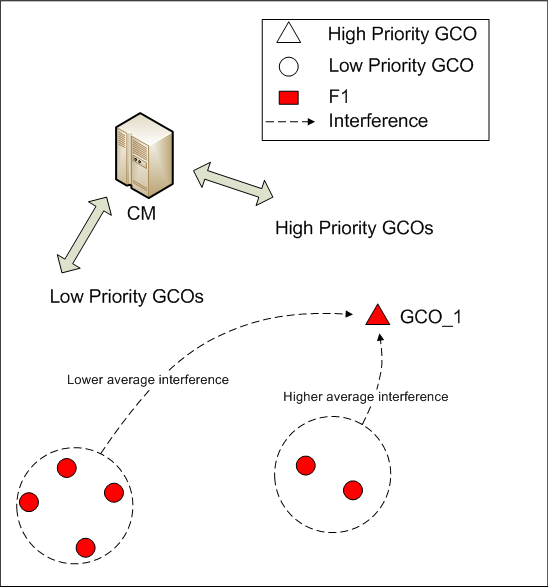 High Priority GCO
Low Priority GCO
F1
Interference
CM
High Priority GCOs
Low Priority GCOs
GCO_1
Lower average interference
Higher average interference